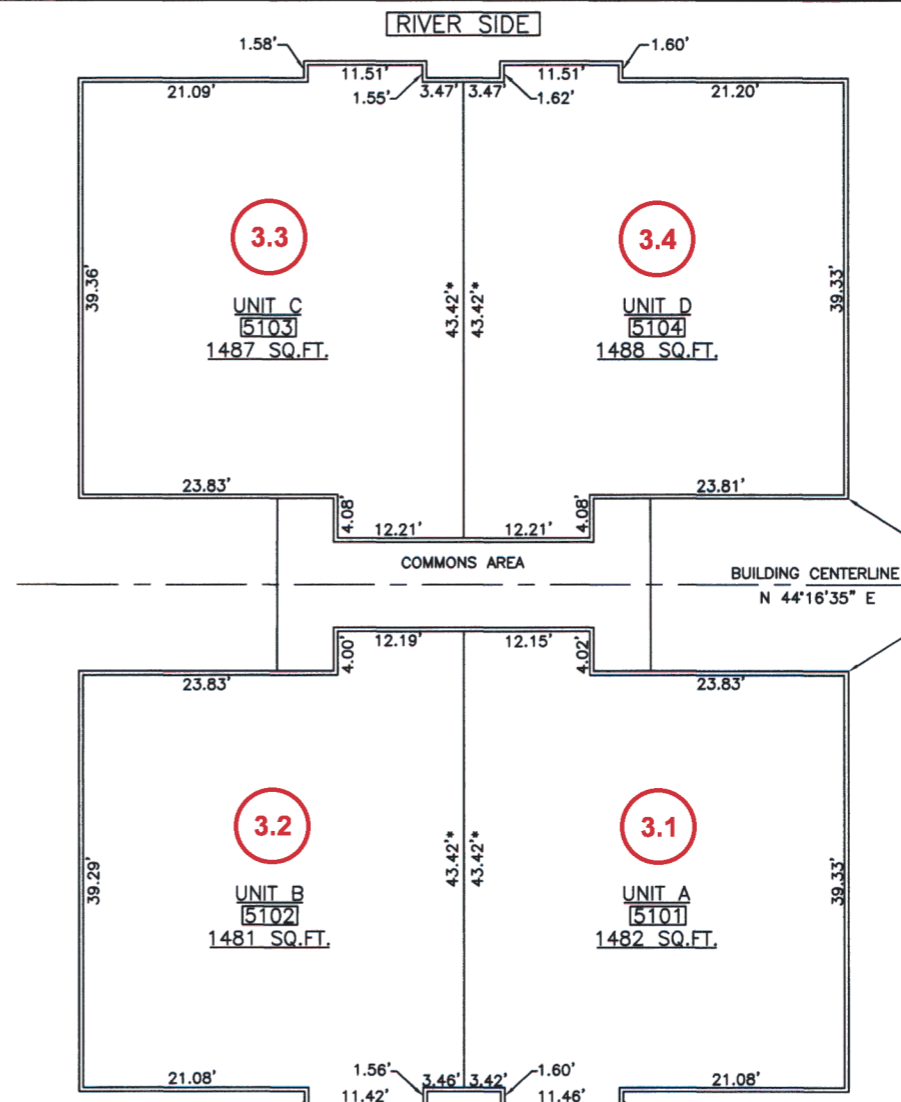 RIVER SIDE
1.58' 1.60'
11.51' 11.51'
21.09' 1.55' 3.47' 3.47' 1.62' 21.20'
3.3 3.4
39.36' 43.42'* 43.42'* 39.33'
UNIT C UNIT D
5103 5104
1487 SQ.FT. 1488 SQ.FT.
23.83' 23.81'
4.08' 12.21' 12.21' 4.08'
COMMONS AREA
BUILDING CENTERLINE
N 44°16'35" E
4.00' 12.19' 12.15' 4.02'
23.83' 23.83'
3.2 3.1
39.29' 43.42'* 43.42'* 39.33'
UNIT B UNIT A
5102 5101
1481 SQ.FT. 1482 SQ.FT.
21.08' 1.56' 3.46' 3.42' 1.60' 21.08'
11.42' 11.46'